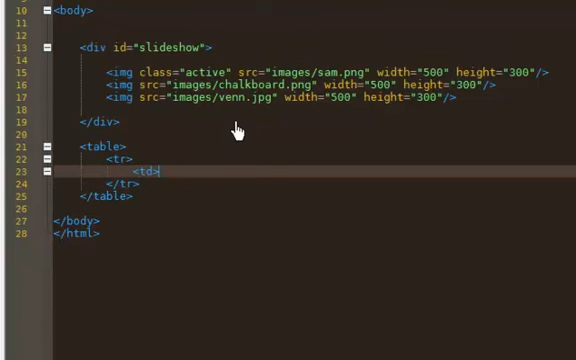 10 <body>
11
12
13 <div id="slideshow">
14
15 <img class="active" src="images/sam.png" width="500" height="300"/>
16 <img src="images/chalkboard.png" width="500" height="300"/>
17 <img src="images/venn.jpg" width="500" height="300"/>
18
19 </div>
20
21 <table>
22 <tr>
23 <td>
24 </tr>
25 </table>
26
27 </body>
28 </html>